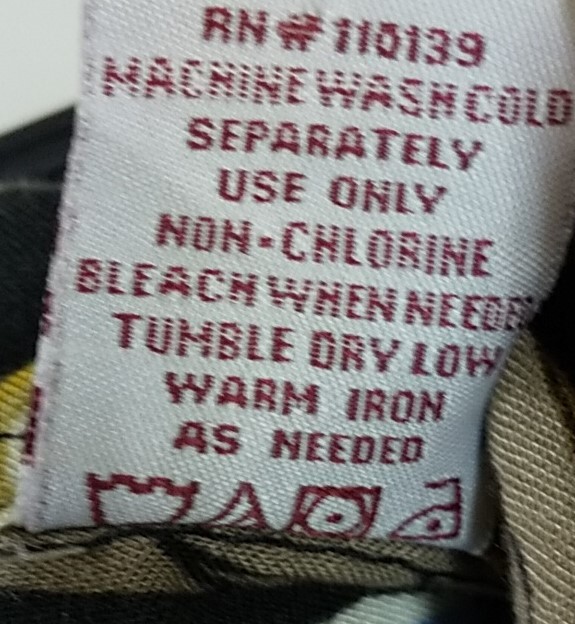 RN#110139
MACHINE WASH COLD
SEPARATELY
USE ONLY
NON-CHLORINE
BLEACH WHEN NEEDED
TUMBLE DRY LOW
WARM IRON
AS NEEDED